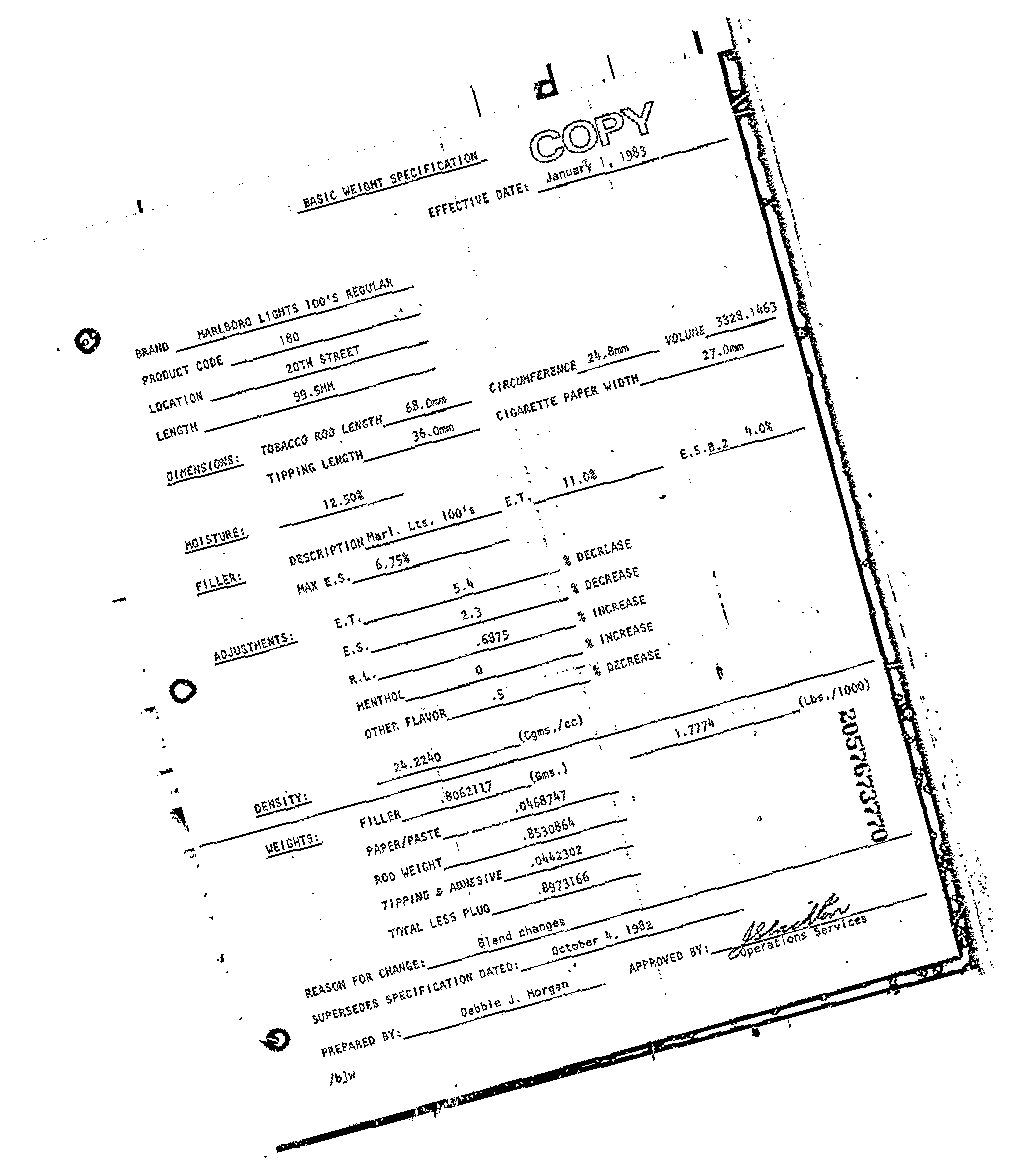 COPY
BASIC WEIGHT SPECIFICATION
EFFECTIVE DATE: January 1, 1983
BRAND MARLBORO LIGHTS 100'S REGULAR
PRODUCT CODE 180
LOCATION 20TH STREET
LENGTH 99.5MM
DIMENSIONS: TOBACCO ROD LENGTH 68.0mm CIRCUMFERENCE 24.8mm VOLUME 3328.1463
TIPPING LENGTH 36.0mm CIGARETTE PAPER WIDTH 27.0mm
MOISTURE: 12.50%
FILLER: DESCRIPTION Marl. Lts. 100's E.T. 11.0% E.S.B.2 4.0%
MAX E.S. 6.75%
ADJUSTMENTS: E.T. 5.4 % DECREASE
E.S. 2.3 % DECREASE
R.L. .6875 % INCREASE
MENTHOL 0 % INCREASE
OTHER FLAVOR .5 % DECREASE
DENSITY: 24.2240 (Cgms./cc) 1.7774 (Lbs./1000)
WEIGHTS: FILLER .8062117 (Gms.)
PAPER/PASTE .0468747
ROD WEIGHT .8530864
TIPPING & ADHESIVE .0442302
TOTAL LESS PLUG .8973166
REASON FOR CHANGE: Blend changes
SUPERSEDES SPECIFICATION DATED: October 4, 1982
PREPARED BY: Debbie J. Morgan APPROVED BY:
Operations Services
/blw
2057673770